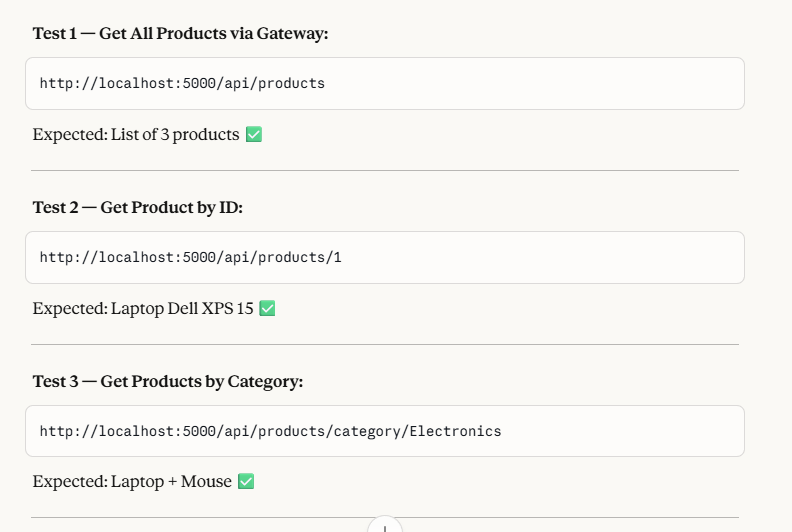 Test 1 — Get All Products via Gateway:
http://localhost:5000/api/products
Expected: List of 3 products ✅
Test 2 — Get Product by ID:
http://localhost:5000/api/products/1
Expected: Laptop Dell XPS 15 ✅
Test 3 — Get Products by Category:
http://localhost:5000/api/products/category/Electronics
Expected: Laptop + Mouse ✅